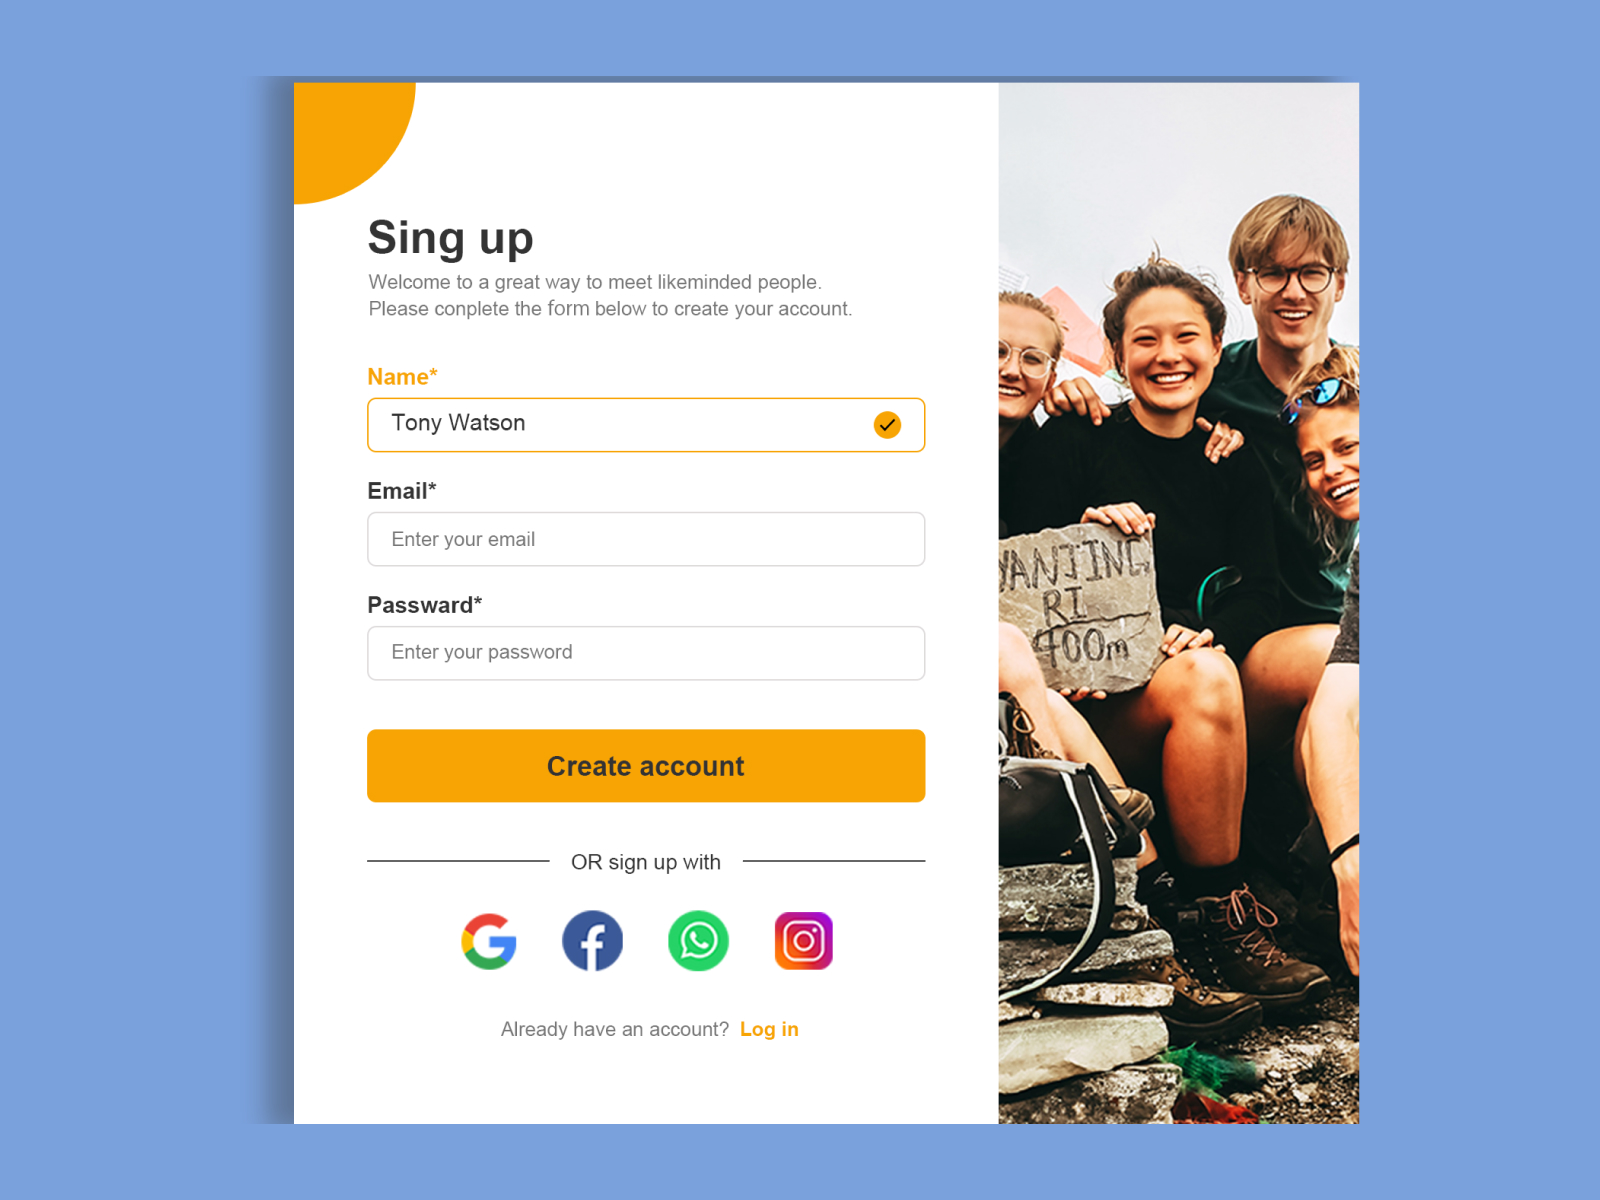 Sing up
Welcome to a great way to meet likeminded people.
Please conplete the form below to create your account.
Name*
Tony Watson
Email*
Enter your email
Passward*
Enter your password
Create account
OR sign up with
Already have an account? Log in
YANJING
RI
400m